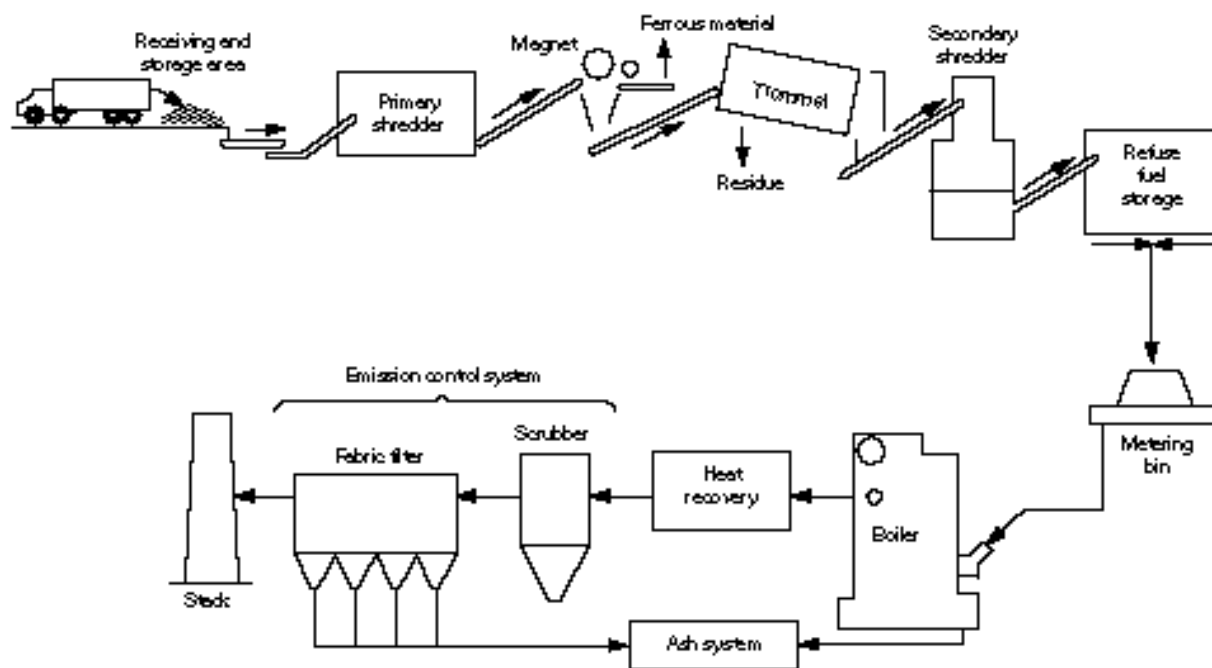 Receiving and
storage area
Primary
shredder
Magnet
Ferrous material
Trommel
Residue
Secondary
shredder
Refuse
fuel
storage
Metering
bin
Boiler
Heat
recovery
Emission control system
Scrubber
Fabric filter
Stack
Ash system